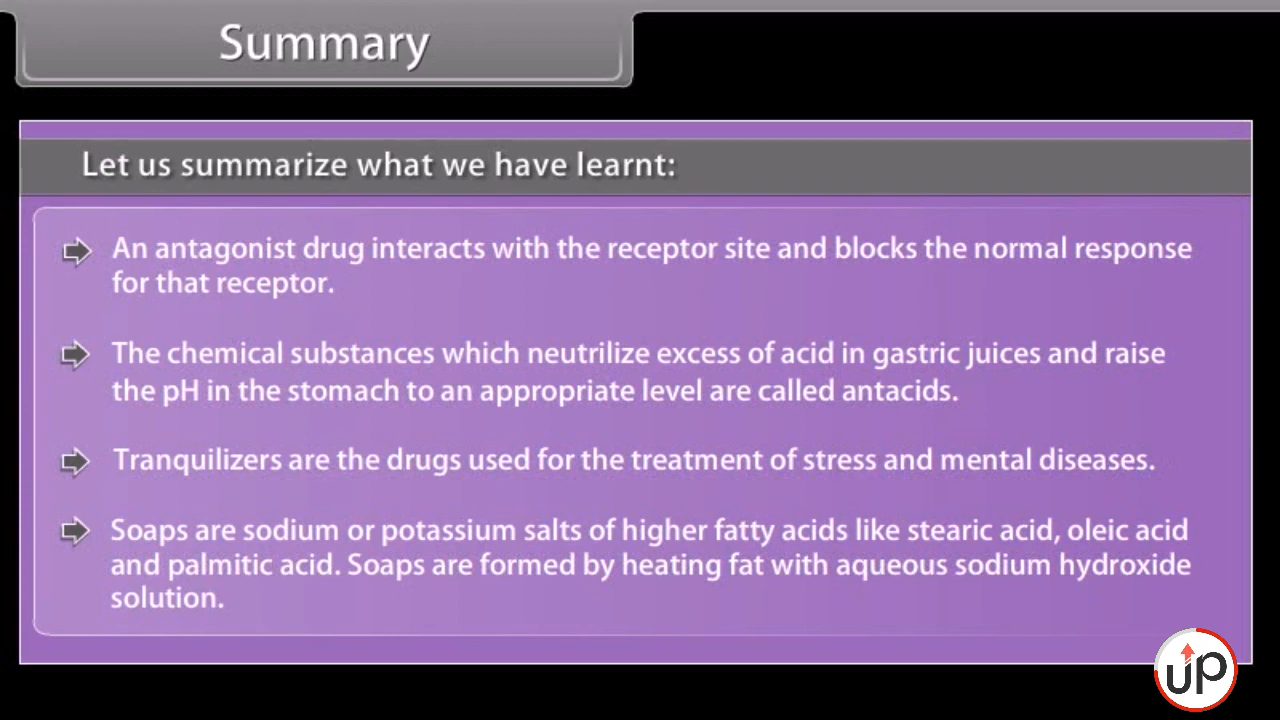 Summary
Let us summarize what we have learnt:
An antagonist drug interacts with the receptor site and blocks the normal response
for that receptor.
The chemical substances which neutrilize excess of acid in gastric juices and raise
the pH in the stomach to an appropriate level are called antacids.
Tranquilizers are the drugs used for the treatment of stress and mental diseases.
Soaps are sodium or potassium salts of higher fatty acids like stearic acid, oleic acid
and palmitic acid. Soaps are formed by heating fat with aqueous sodium hydroxide
solution.
up